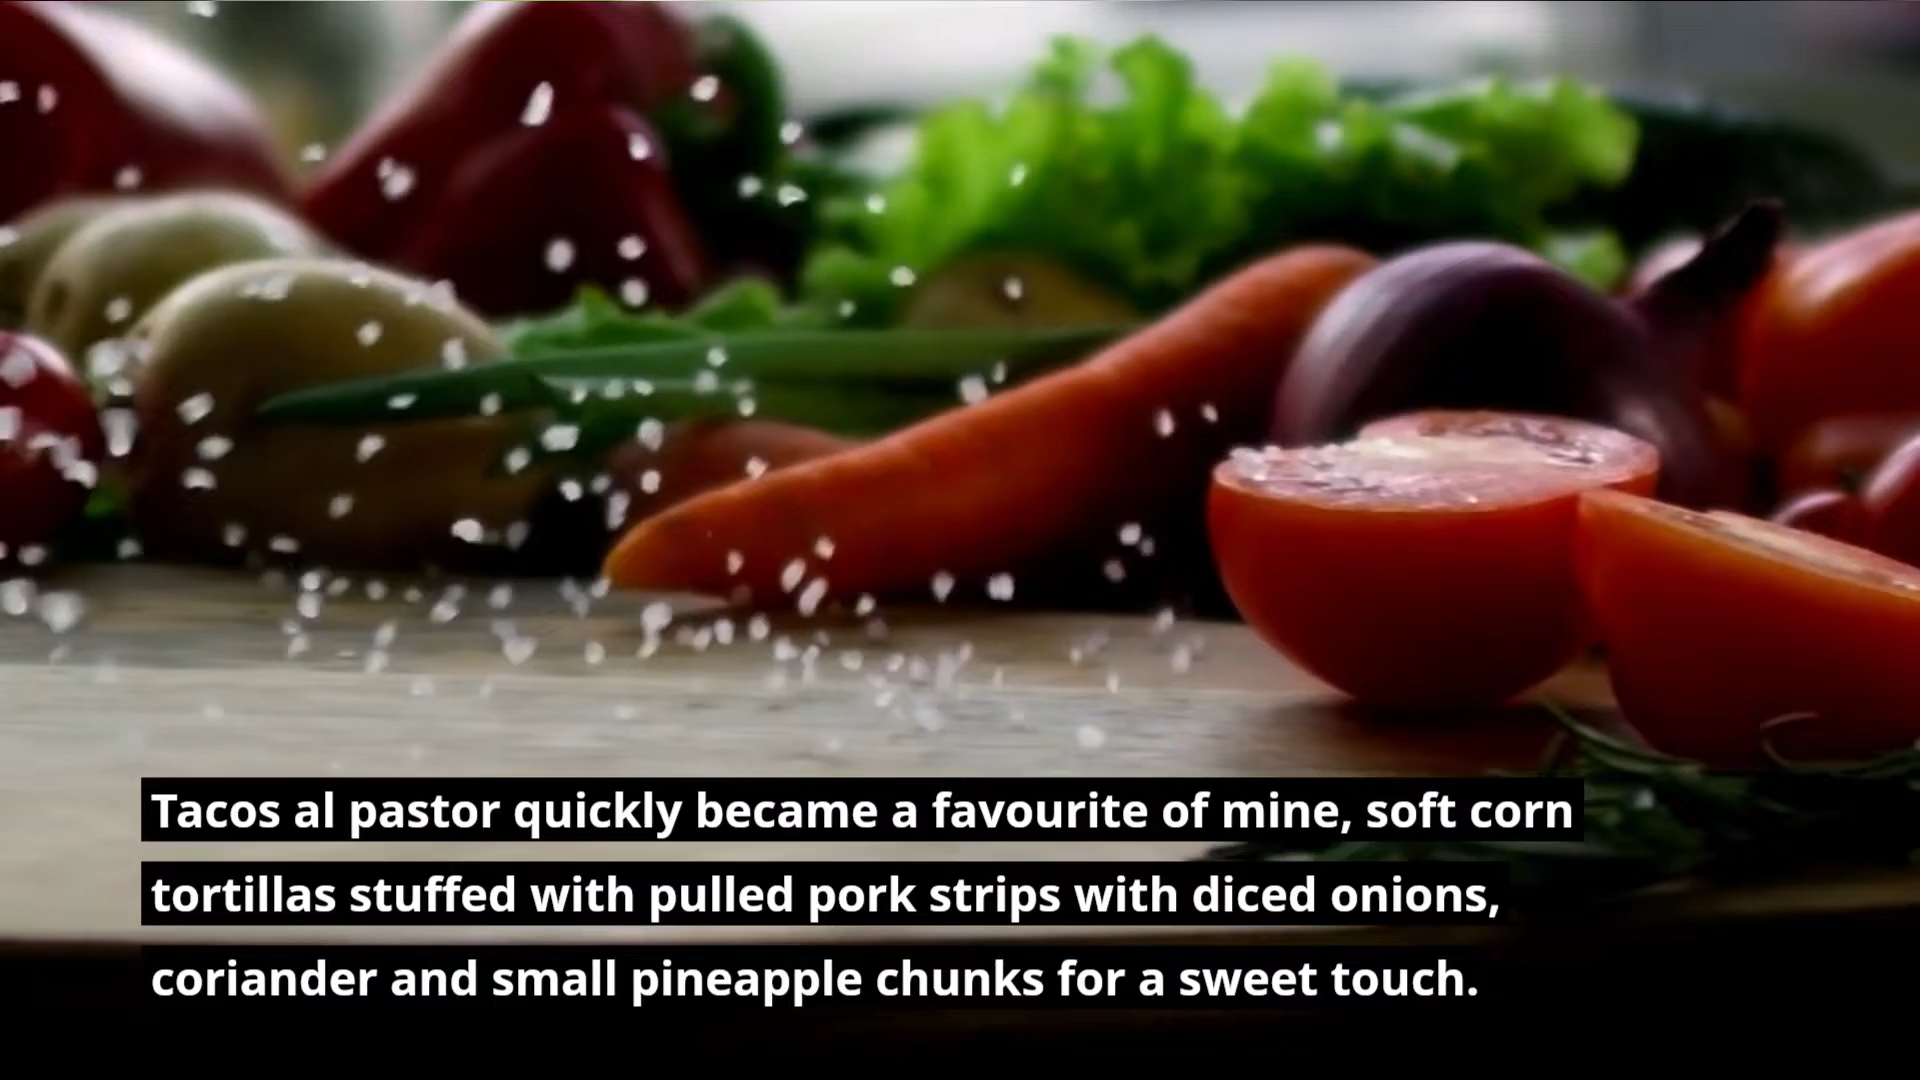 Tacos al pastor quickly became a favourite of mine, soft corn
tortillas stuffed with pulled pork strips with diced onions,
coriander and small pineapple chunks for a sweet touch.